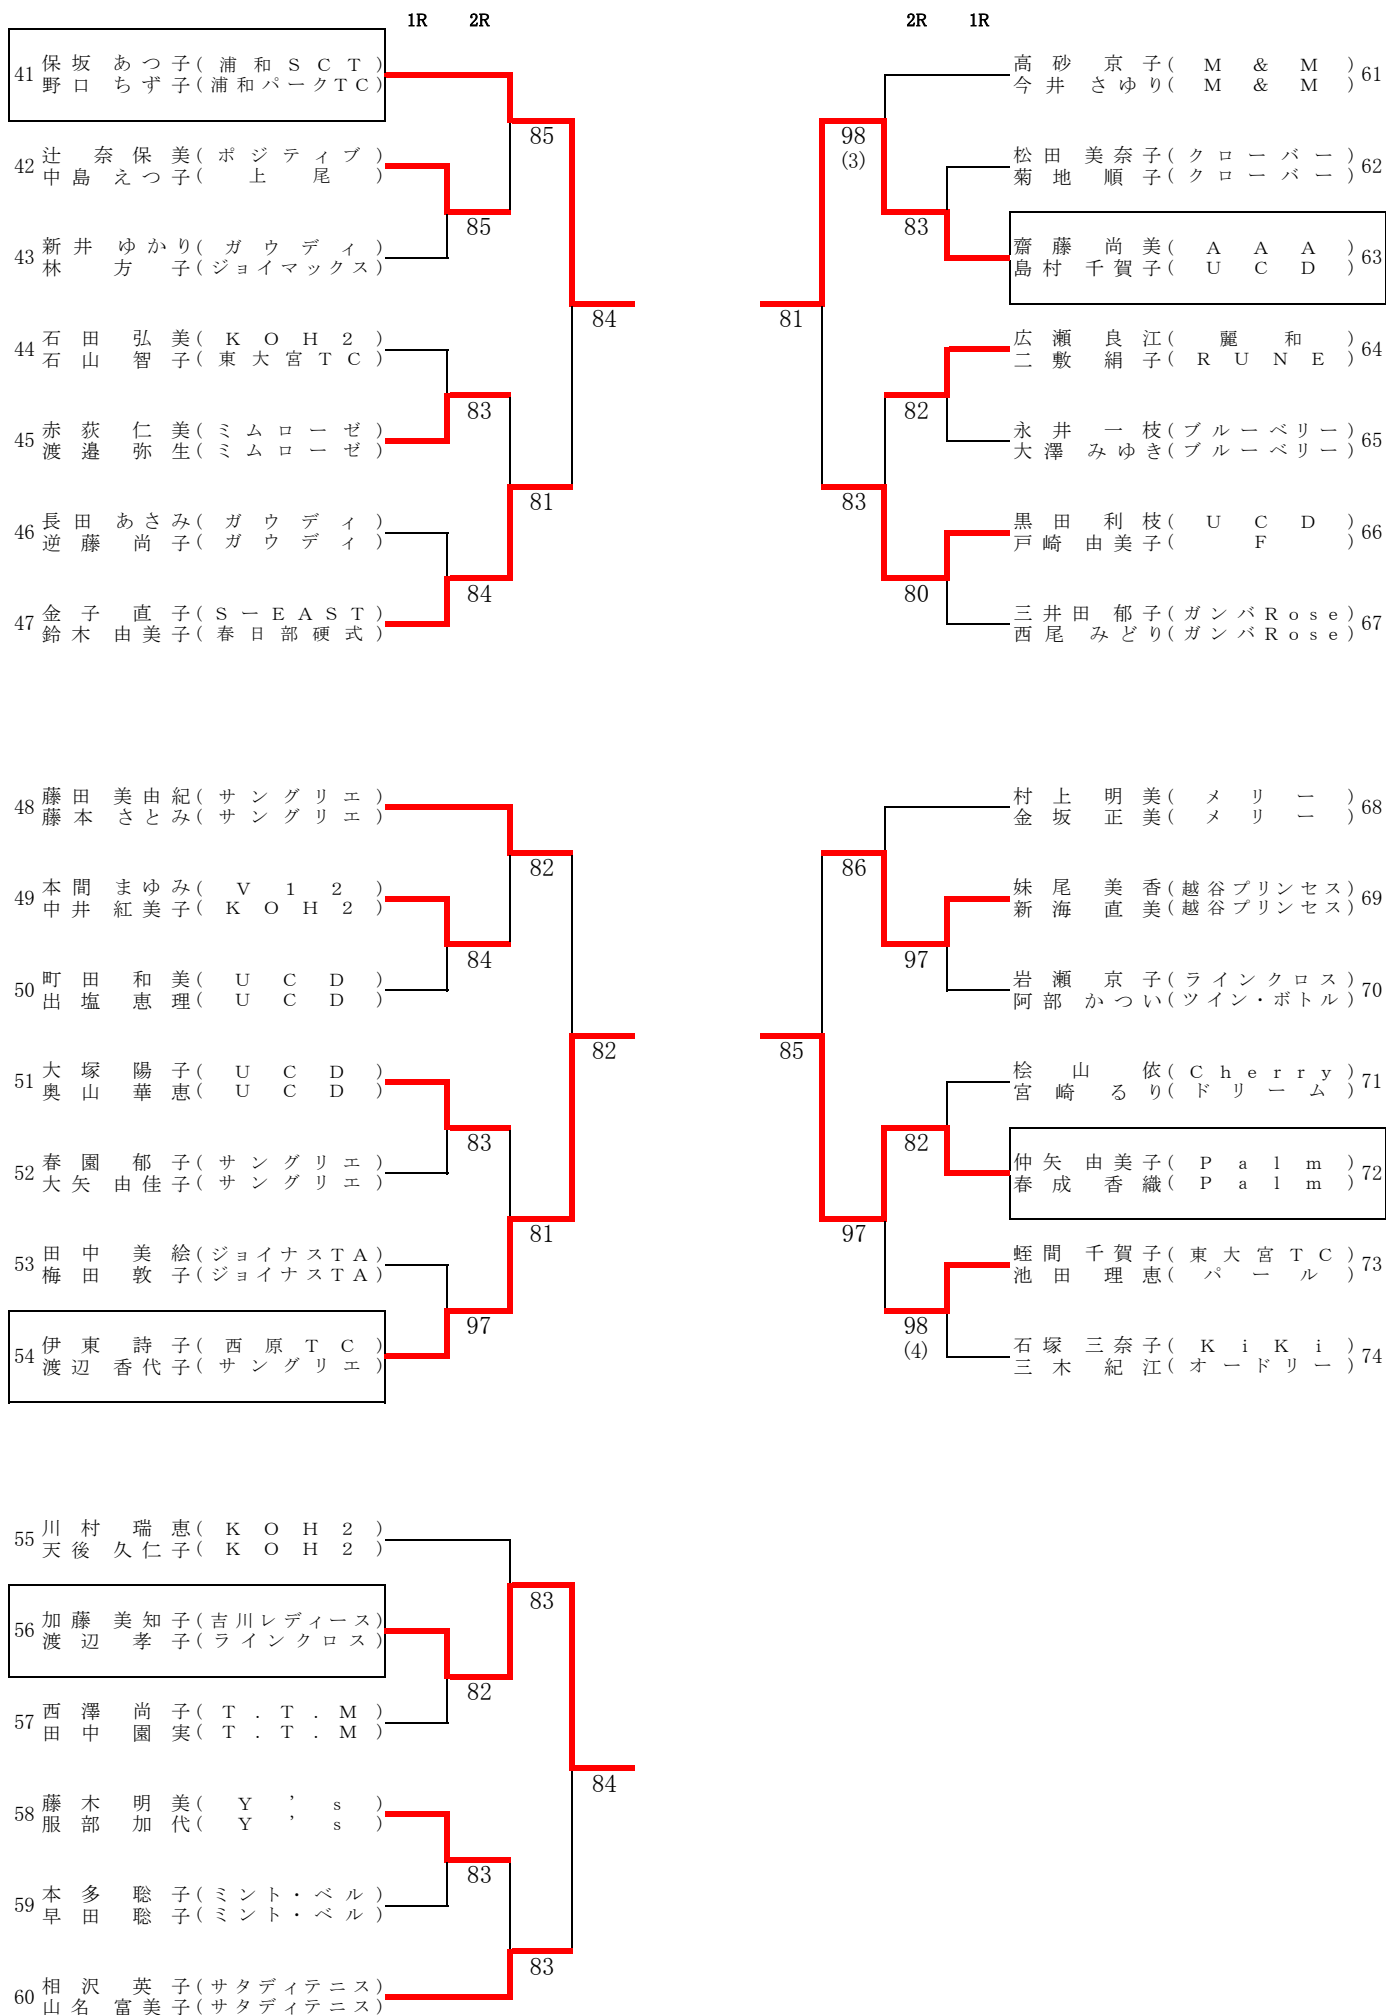 1R 2R
41 保坂 あつ子(浦和SCT)
野口 ちず子(浦和パークTC)
85
42 辻 奈保美(ポジティブ)
中島 えつ子(上尾)
85
43 新井 ゆかり(ガウディ)
林 方子(ジョイマックス)
84
44 石田 弘美(KOH2)
石山 智子(東大宮TC)
83
45 赤荻 仁美(ミムローゼ)
渡邉 弥生(ミムローゼ)
81
46 長田 あさみ(ガウディ)
逆藤 尚子(ガウディ)
84
47 金子 直子(SーEAST)
鈴木 由美子(春日部硬式)
48 藤田 美由紀(サングリエ)
藤本 さとみ(サングリエ)
82
49 本間 まゆみ(V12)
中井 紅美子(KOH2)
84
50 町田 和美(UCD)
出塩 恵理(UCD)
82
51 大塚 陽子(UCD)
奥山 華恵(UCD)
83
52 春園 郁子(サングリエ)
大矢 由佳子(サングリエ)
81
53 田中 美絵(ジョイナスTA)
梅田 敦子(ジョイナスTA)
97
54 伊東 詩子(西原TC)
渡辺 香代子(サングリエ)
55 川村 瑞恵(KOH2)
天後 久仁子(KOH2)
83
56 加藤 美知子(吉川レディース)
渡辺 孝子(ラインクロス)
82
57 西澤 尚子(T.T.M)
田中 園実(T.T.M)
84
58 藤木 明美(Y’s)
服部 加代(Y’s)
83
59 本多 聡子(ミント・ベル)
早田 聡子(ミント・ベル)
83
60 相沢 英子(サタディテニス)
山名 富美子(サタディテニス)
2R 1R
高砂 京子(M&M) 61
今井 さゆり(M&M)
98
(3)
松田 美奈子(クローバー) 62
菊地 順子(クローバー)
83
齋藤 尚美(AAA) 63
島村 千賀子(UCD)
81
広瀬 良江(麗和) 64
二敷 絹子(RUNE)
82
永井 一枝(ブルーベリー) 65
大澤 みゆき(ブルーベリー)
83
黒田 利枝(UCD) 66
戸崎 由美子(F)
80
三井田 郁子(ガンバRose) 67
西尾 みどり(ガンバRose)
村上 明美(メリー) 68
金坂 正美(メリー)
86
妹尾 美香(越谷プリンセス) 69
新海 直美(越谷プリンセス)
97
岩瀬 京子(ラインクロス) 70
阿部 かつい(ツイン・ボトル)
85
桧山 依(Cherry) 71
宮崎 るり(ドリーム)
82
仲矢 由美子(Palm) 72
春成 香織(Palm)
97
蛭間 千賀子(東大宮TC) 73
池田 理恵(パール)
98
(4)
石塚 三奈子(KiKi) 74
三木 紀江(オードリー)